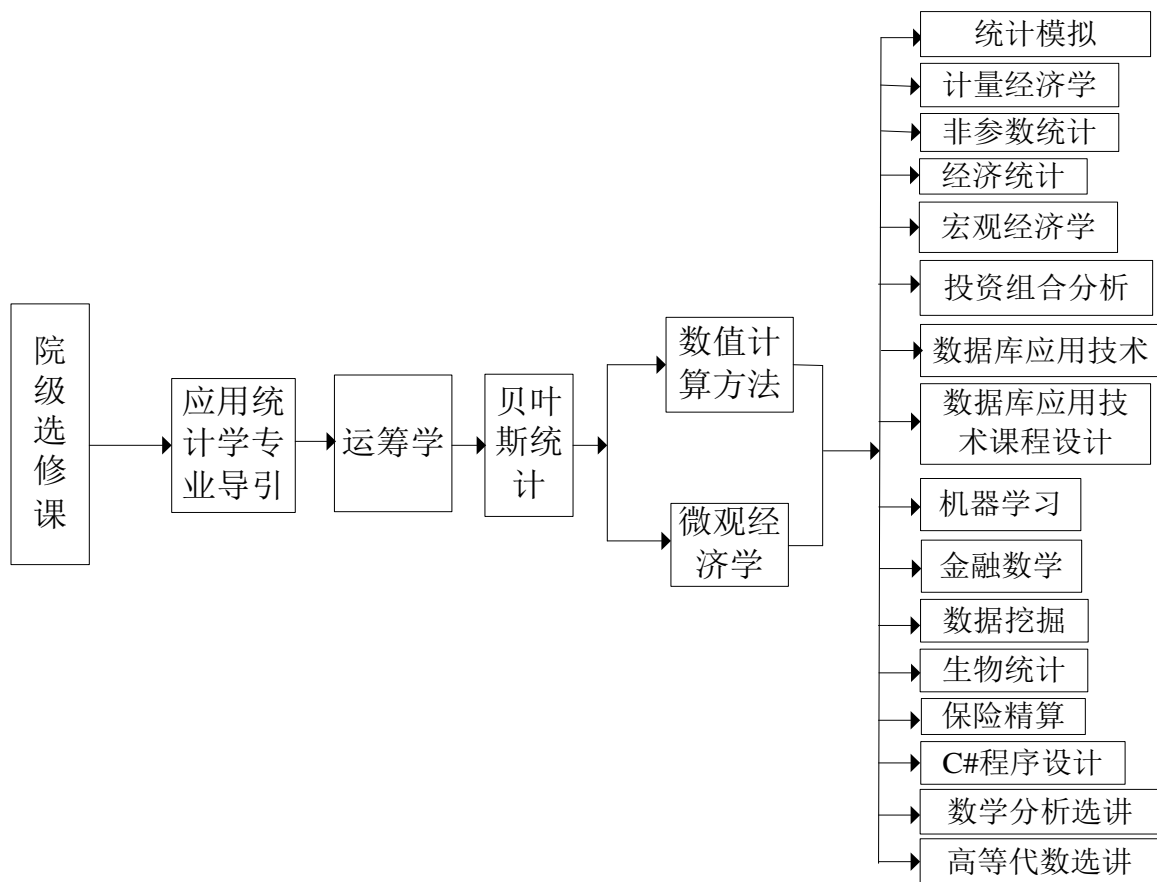 院
级
选
修
课
应用统
计学专
业导引
运筹学
贝叶
斯统
计
数值计
算方法
微观经
济学
统计模拟
计量经济学
非参数统计
经济统计
宏观经济学
投资组合分析
数据库应用技术
数据库应用技
术课程设计
机器学习
金融数学
数据挖掘
生物统计
保险精算
C#程序设计
数学分析选讲
高等代数选讲